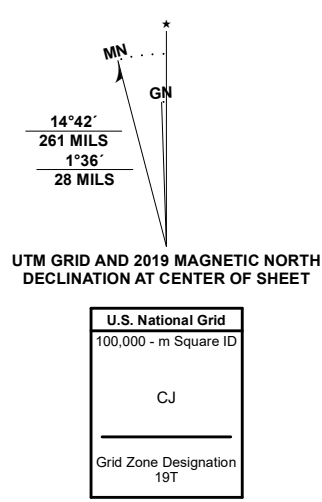 ★
MN
GN
14°42´
261 MILS
1°36´
28 MILS
UTM GRID AND 2019 MAGNETIC NORTH
DECLINATION AT CENTER OF SHEET
U.S. National Grid
100,000 - m Square ID
CJ
Grid Zone Designation
19T